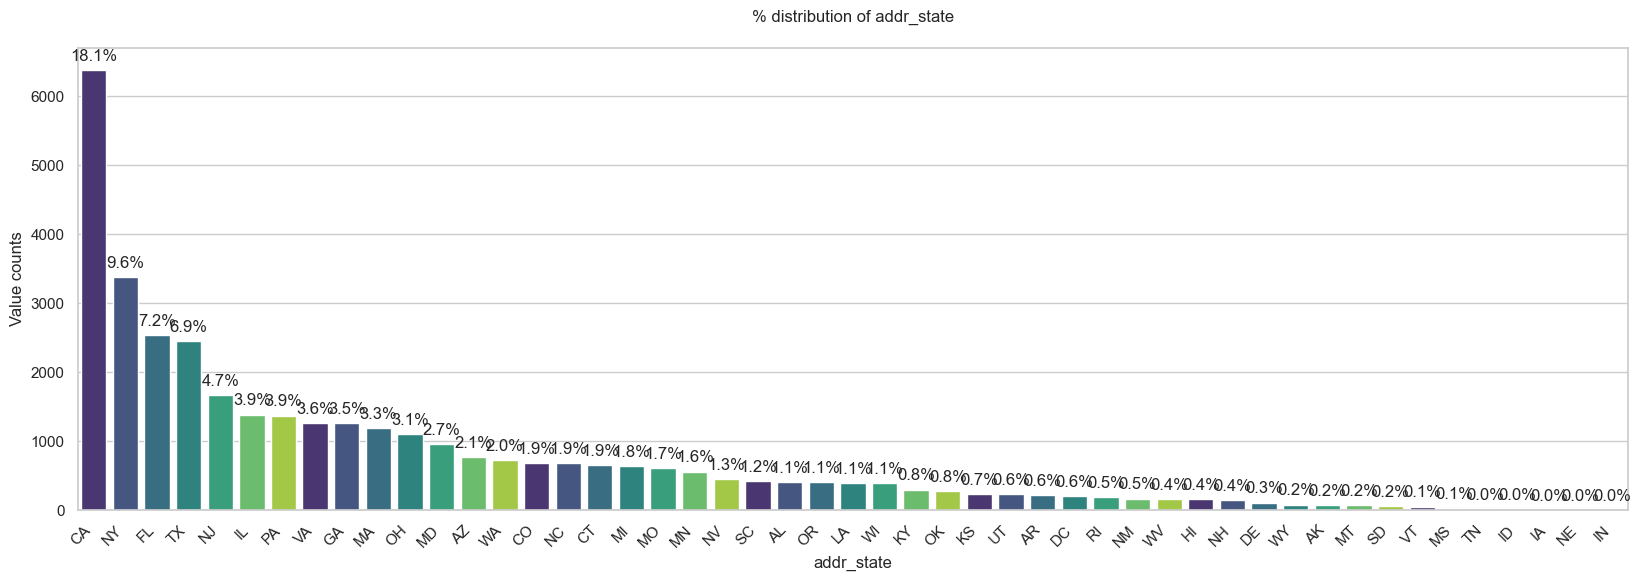 % distribution of addr_state
Value counts
6000
5000
4000
3000
2000
1000
0
18.1%
9.6%
7.2%
6.9%
4.7%
3.9%
3.9%
3.6%
3.5%
3.3%
3.1%
2.7%
2.1%
2.0%
1.9%
1.9%
1.9%
1.8%
1.7%
1.6%
1.3%
1.2%
1.1%
1.1%
1.1%
1.1%
0.8%
0.8%
0.7%
0.6%
0.6%
0.6%
0.5%
0.5%
0.4%
0.4%
0.4%
0.3%
0.2%
0.2%
0.2%
0.2%
0.1%
0.1%
0.0%
0.0%
0.0%
0.0%
0.0%
CA
NY
FL
TX
NJ
IL
PA
VA
GA
MA
OH
MD
AZ
WA
CO
NC
CT
MI
MO
MN
NV
SC
AL
OR
LA
WI
KY
OK
KS
UT
AR
DC
RI
NM
WV
HI
NH
DE
WY
AK
MT
SD
VT
MS
TN
ID
IA
NE
IN
addr_state